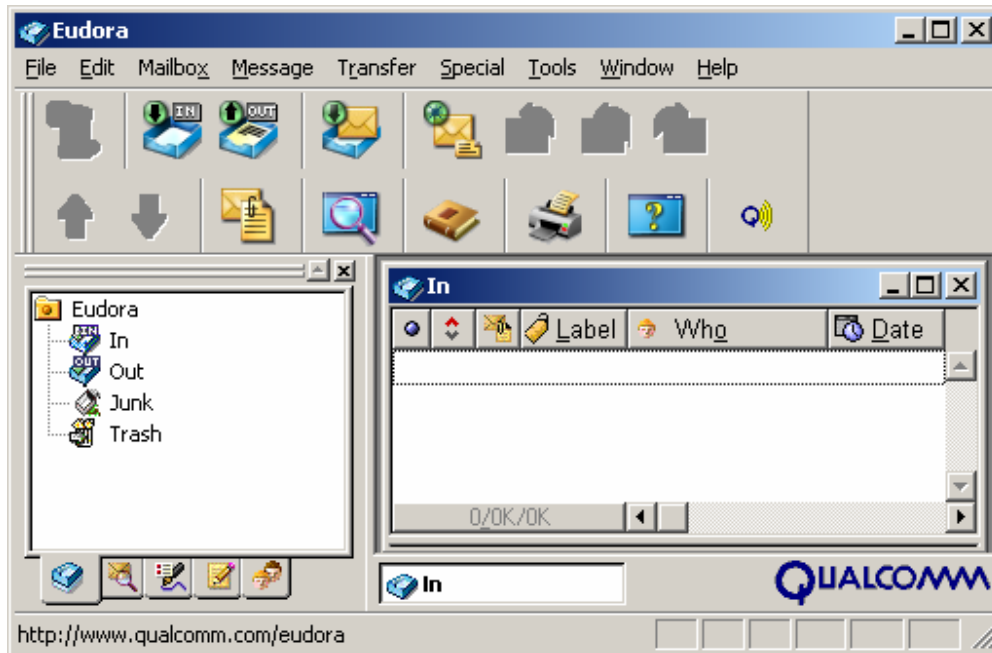 Eudora
File Edit Mailbox Message Transfer Special Tools Window Help
IN OUT
Eudora
In
Out
Junk
Trash
In
Label Who Date
0/0K/0K
In
QUALCOMM
http://www.qualcomm.com/eudora